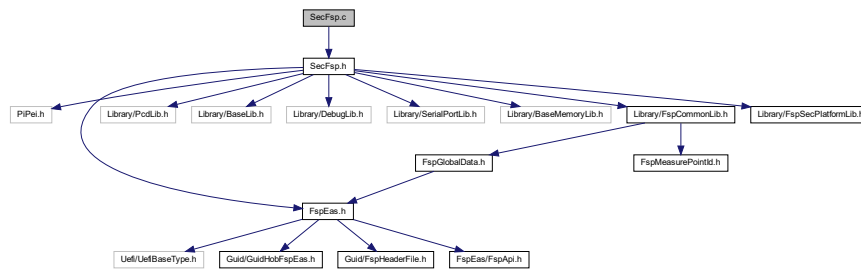 SecFsp.c
SecFsp.h
PiPei.h
Library/PcdLib.h
Library/BaseLib.h
Library/DebugLib.h
Library/SerialPortLib.h
Library/BaseMemoryLib.h
Library/FspCommonLib.h
Library/FspSecPlatformLib.h
FspGlobalData.h
FspMeasurePointId.h
FspEas.h
Uefi/UefiBaseType.h
Guid/GuidHobFspEas.h
Guid/FspHeaderFile.h
FspEas/FspApi.h